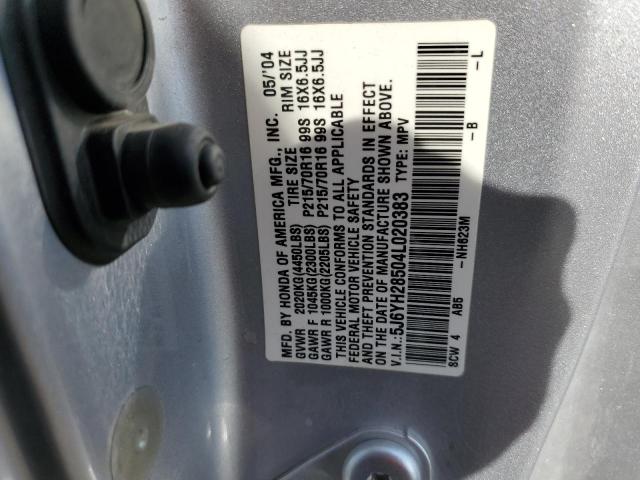 MFD. BY HONDA OF AMERICA MFG., INC. 05/'04
GVWR 2020KG(4450LBS) TIRE SIZE RIM SIZE
GAWR F 1045KG(2300LBS) P215/70R16 99S 16X6.5JJ
GAWR R 1000KG(2205LBS) P215/70R16 99S 16X6.5JJ
THIS VEHICLE CONFORMS TO ALL APPLICABLE
FEDERAL MOTOR VEHICLE SAFETY
AND THEFT PREVENTION STANDARDS IN EFFECT
ON THE DATE OF MANUFACTURE SHOWN ABOVE.
V.I.N.: 5J6YH28504L020383 TYPE: MPV
SCW 4 AB5 -NH623M -B -L